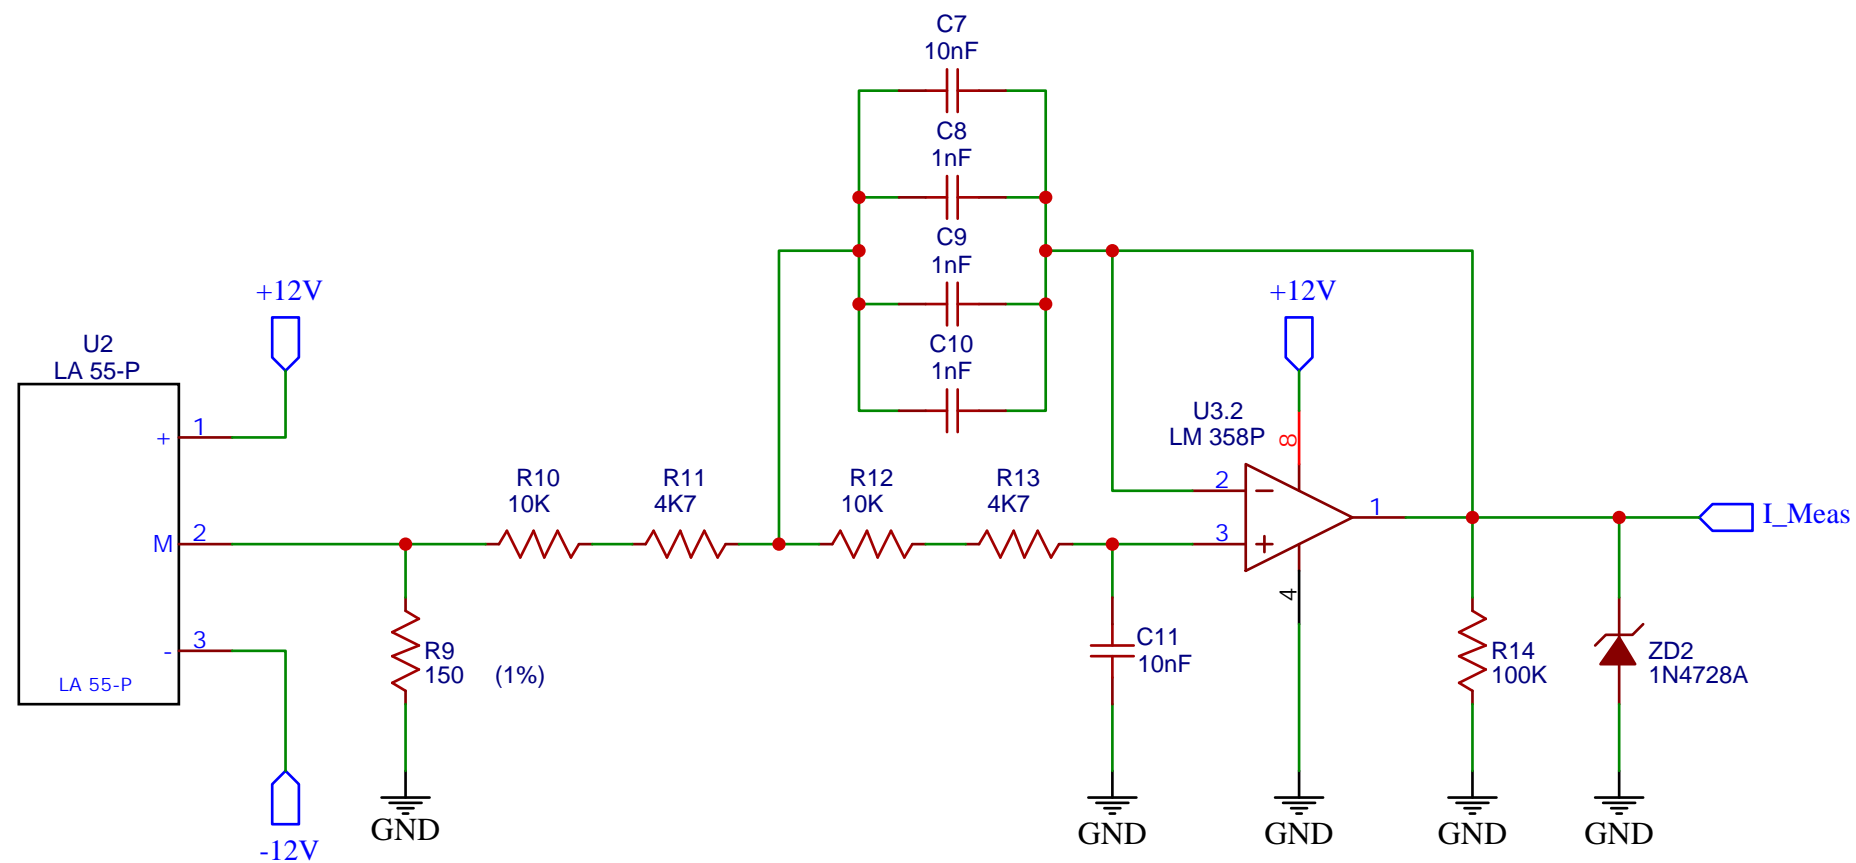 C7
10nF
C8
1nF
C9
1nF
C10
1nF
+12V
+12V
U2
LA 55-P
U3.2
LM 358P
8
+ 1
2
1
I_Meas
R10
10K
R11
4K7
R12
10K
R13
4K7
M 2
3
4
- 3
LA 55-P
R9
150 (1%)
C11
10nF
R14
100K
ZD2
1N4728A
GND
GND
GND
GND
GND
-12V